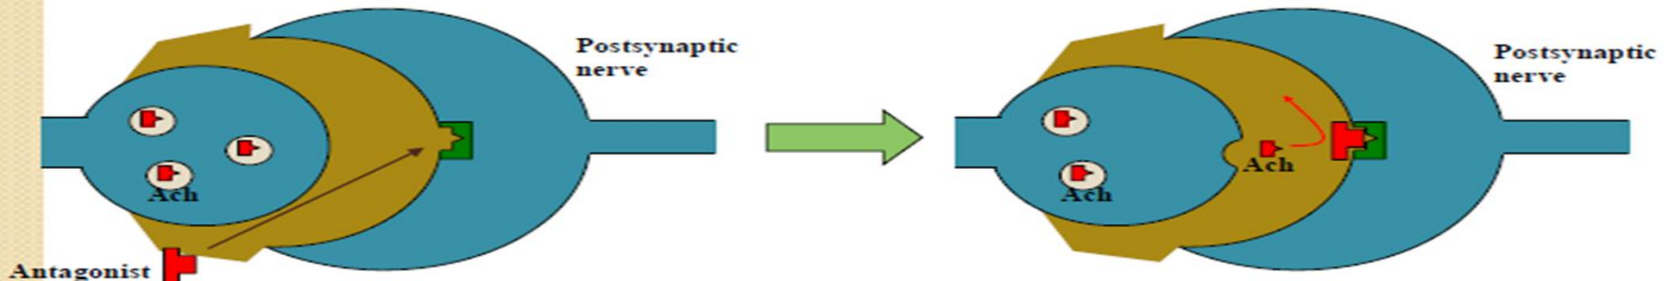 Postsynaptic
nerve
Ach
Antagonist
Postsynaptic
nerve
Ach
Ach